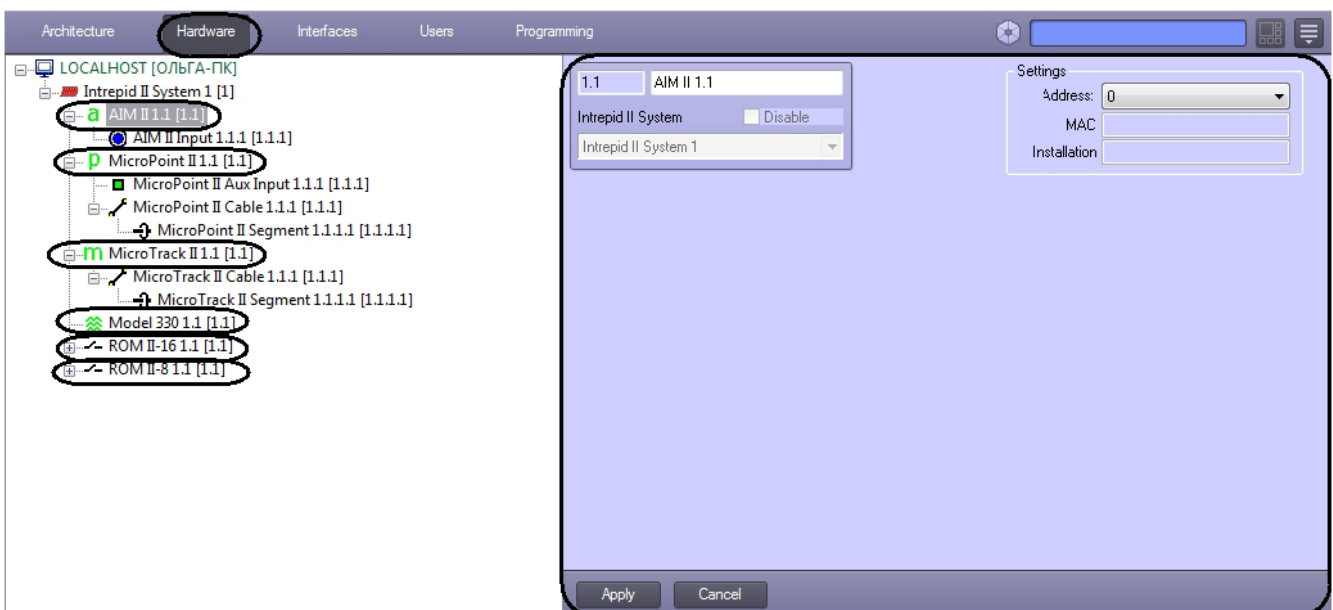 Architecture Hardware Interfaces Users Programming
LOCALHOST [ОЛЬГА-ПК]
Intrepid II System 1 [1]
a AIM II 1.1 [1.1]
AIM II Input 1.1.1 [1.1.1]
p MicroPoint II 1.1 [1.1]
MicroPoint II Aux Input 1.1.1 [1.1.1]
MicroPoint II Cable 1.1.1 [1.1.1]
MicroPoint II Segment 1.1.1.1 [1.1.1.1]
m MicroTrack II 1.1 [1.1]
MicroTrack II Cable 1.1.1 [1.1.1]
MicroTrack II Segment 1.1.1.1 [1.1.1.1]
Model 330 1.1 [1.1]
ROM II-16 1.1 [1.1]
ROM II-8 1.1 [1.1]
1.1 AIM II 1.1
Intrepid II System Disable
Intrepid II System 1
Settings
Address: 0
MAC
Installation
Apply Cancel